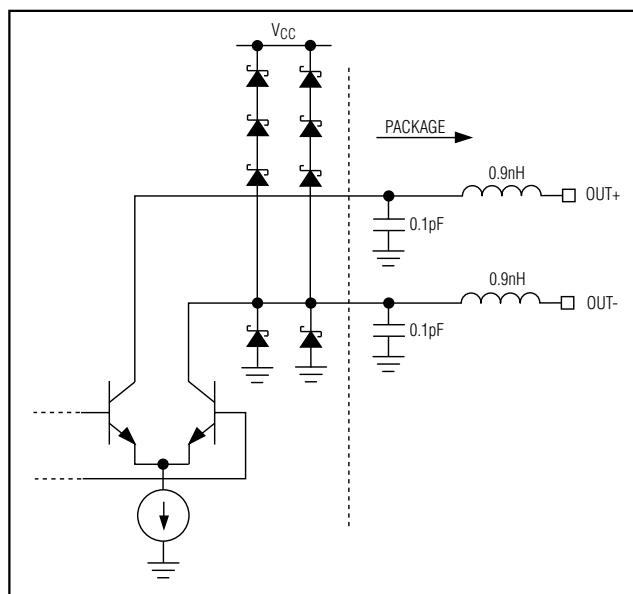 VCC
PACKAGE
0.9nH
OUT+
0.1pF
0.9nH
OUT-
0.1pF